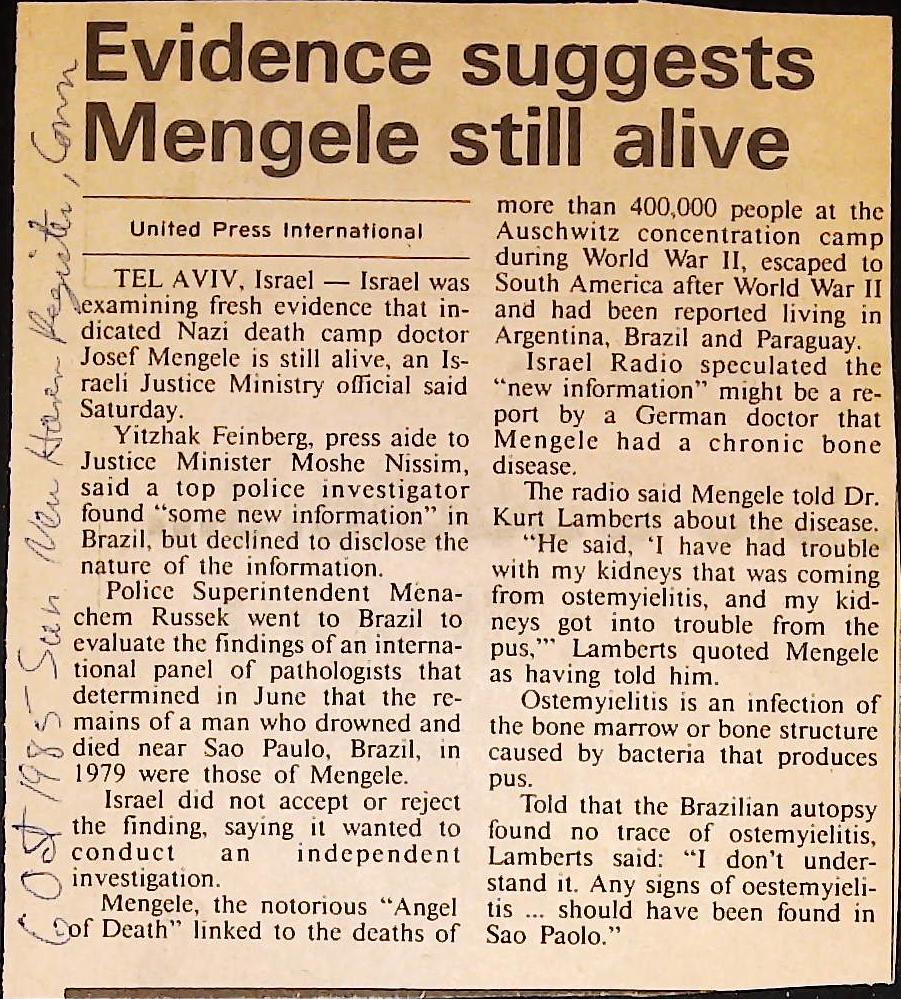 Evidence suggests
Mengele still alive
United Press International
TEL AVIV, Israel — Israel was
examining fresh evidence that in-
dicated Nazi death camp doctor
Josef Mengele is still alive, an Is-
raeli Justice Ministry official said
Saturday.
Yitzhak Feinberg, press aide to
Justice Minister Moshe Nissim,
said a top police investigator
found “some new information” in
Brazil, but declined to disclose the
nature of the information.
Police Superintendent Mena-
chem Russek went to Brazil to
evaluate the findings of an interna-
tional panel of pathologists that
determined in June that the re-
mains of a man who drowned and
died near Sao Paulo, Brazil, in
1979 were those of Mengele.
Israel did not accept or reject
the finding, saying it wanted to
conduct an independent
investigation.
Mengele, the notorious “Angel
of Death” linked to the deaths of
more than 400,000 people at the
Auschwitz concentration camp
during World War II, escaped to
South America after World War II
and had been reported living in
Argentina, Brazil and Paraguay.
Israel Radio speculated the
“new information” might be a re-
port by a German doctor that
Mengele had a chronic bone
disease.
The radio said Mengele told Dr.
Kurt Lamberts about the disease.
“He said, ‘I have had trouble
with my kidneys that was coming
from ostemyielitis, and my kid-
neys got into trouble from the
pus,’” Lamberts quoted Mengele
as having told him.
Ostemyielitis is an infection of
the bone marrow or bone structure
caused by bacteria that produces
pus.
Told that the Brazilian autopsy
found no trace of ostemyielitis,
Lamberts said: “I don’t under-
stand it. Any signs of oestemyieli-
tis ... should have been found in
Sao Paolo.”
6 Oct 1985 Sun New Haven Register, Conn